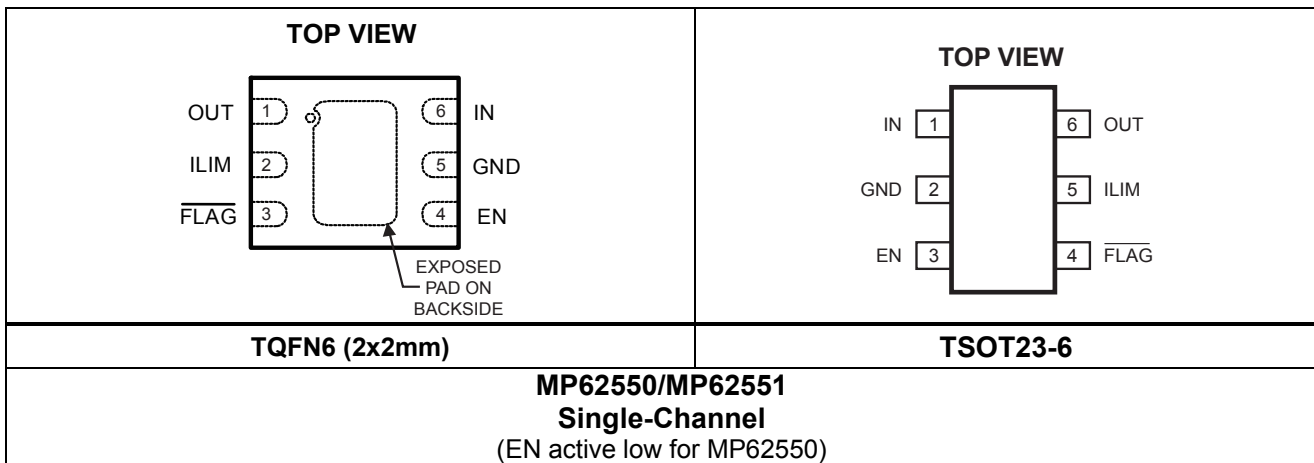 TOP VIEW
OUT 1
ILIM 2
FLAG 3
6 IN
5 GND
4 EN
EXPOSED
PAD ON
BACKSIDE
TOP VIEW
IN 1
GND 2
EN 3
6 OUT
5 ILIM
4 FLAG
TQFN6 (2x2mm)
TSOT23-6
MP62550/MP62551
Single-Channel
(EN active low for MP62550)